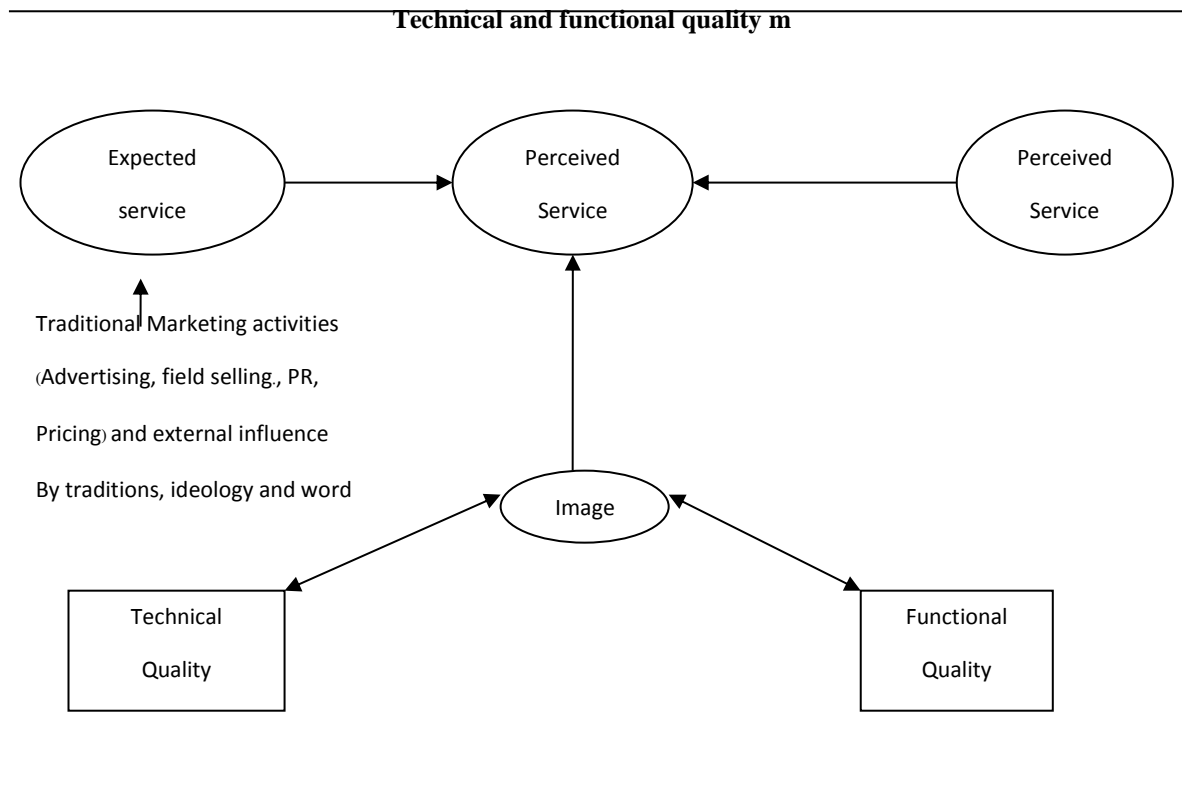 Technical and functional quality m
Expected
service
Perceived
Service
Perceived
Service
Traditional Marketing activities
(Advertising, field selling., PR,
Pricing) and external influence
By traditions, ideology and word
Image
Technical
Quality
Functional
Quality